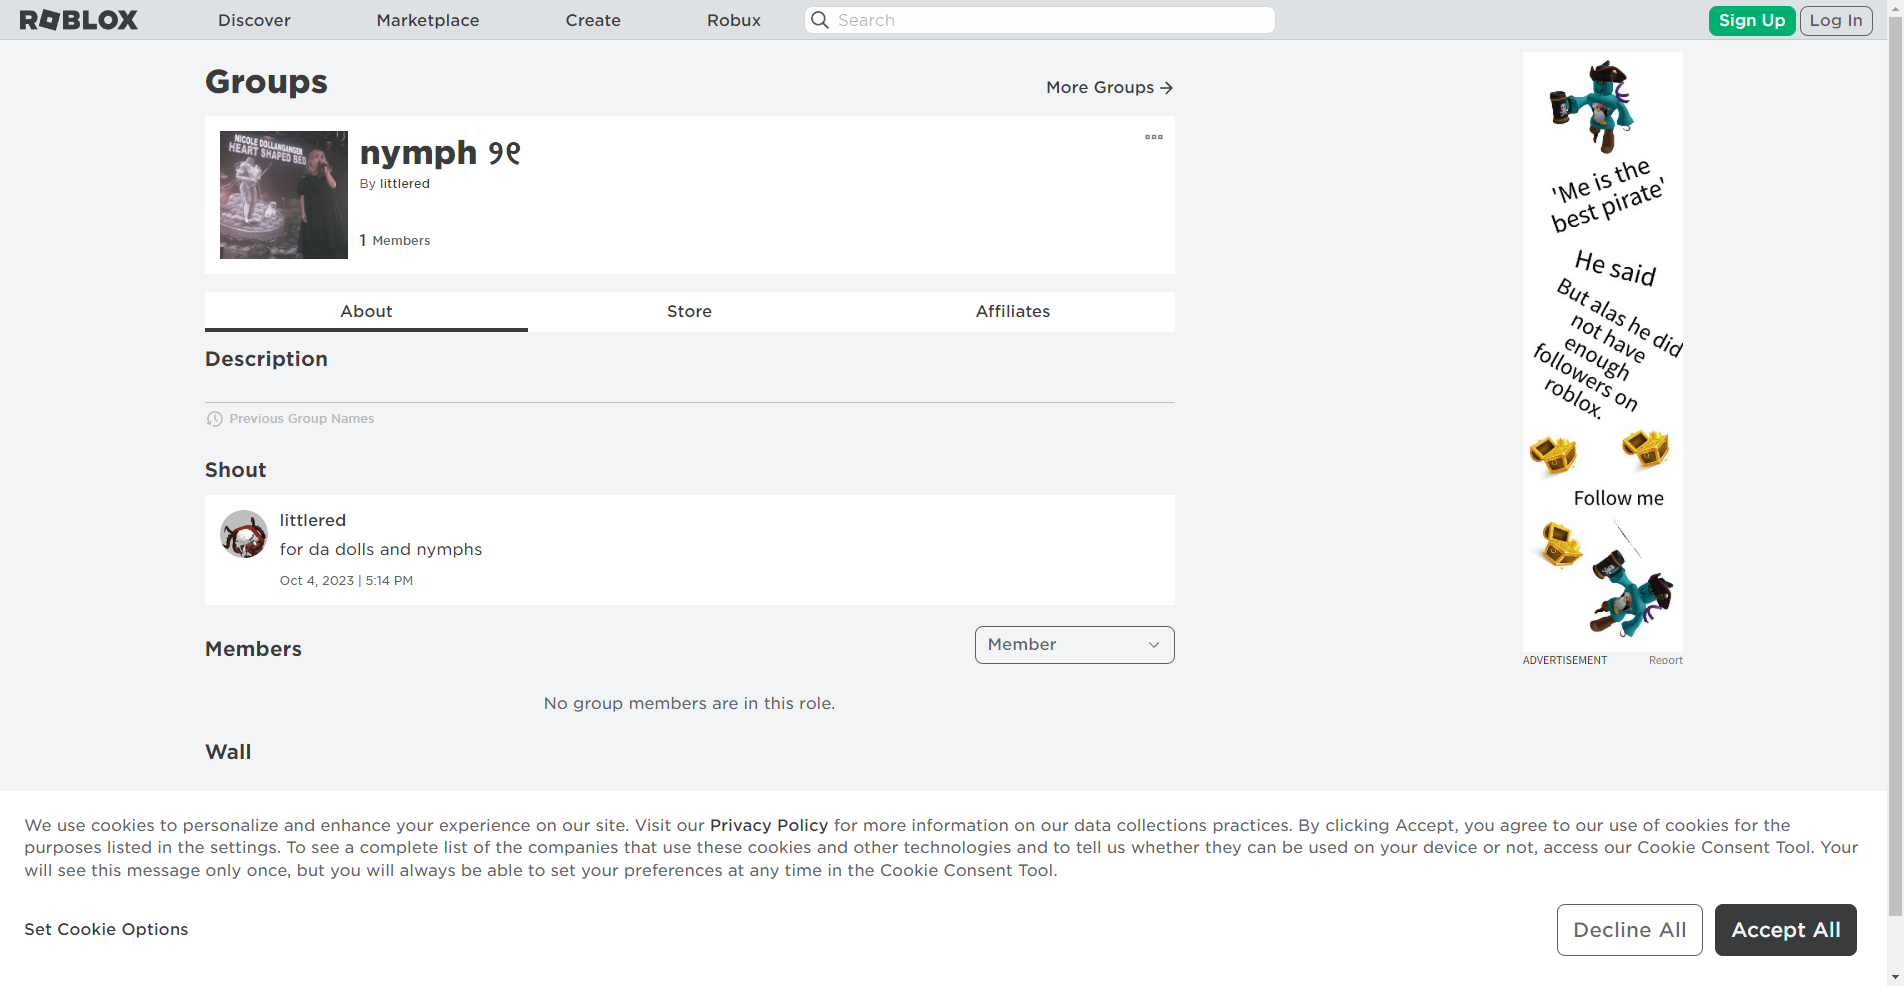 ROBLOX
Discover
Marketplace
Create
Robux
Search
Sign Up
Log In
Groups
More Groups
NICOLE DOLLANGANGER
HEART SHAPED BED
nymph ୨୧
By littlered
1 Members
About
Store
Affiliates
Description
Previous Group Names
Shout
littlered
for da dolls and nymphs
Oct 4, 2023 | 5:14 PM
Members
Member
No group members are in this role.
Wall
'Me is the
best pirate'
He said
But alas he did
not have
enough
followers on
roblox.
Follow me
ADVERTISEMENT
Report
We use cookies to personalize and enhance your experience on our site. Visit our Privacy Policy for more information on our data collections practices. By clicking Accept, you agree to our use of cookies for the
purposes listed in the settings. To see a complete list of the companies that use these cookies and other technologies and to tell us whether they can be used on your device or not, access our Cookie Consent Tool. Your
will see this message only once, but you will always be able to set your preferences at any time in the Cookie Consent Tool.
Set Cookie Options
Decline All
Accept All